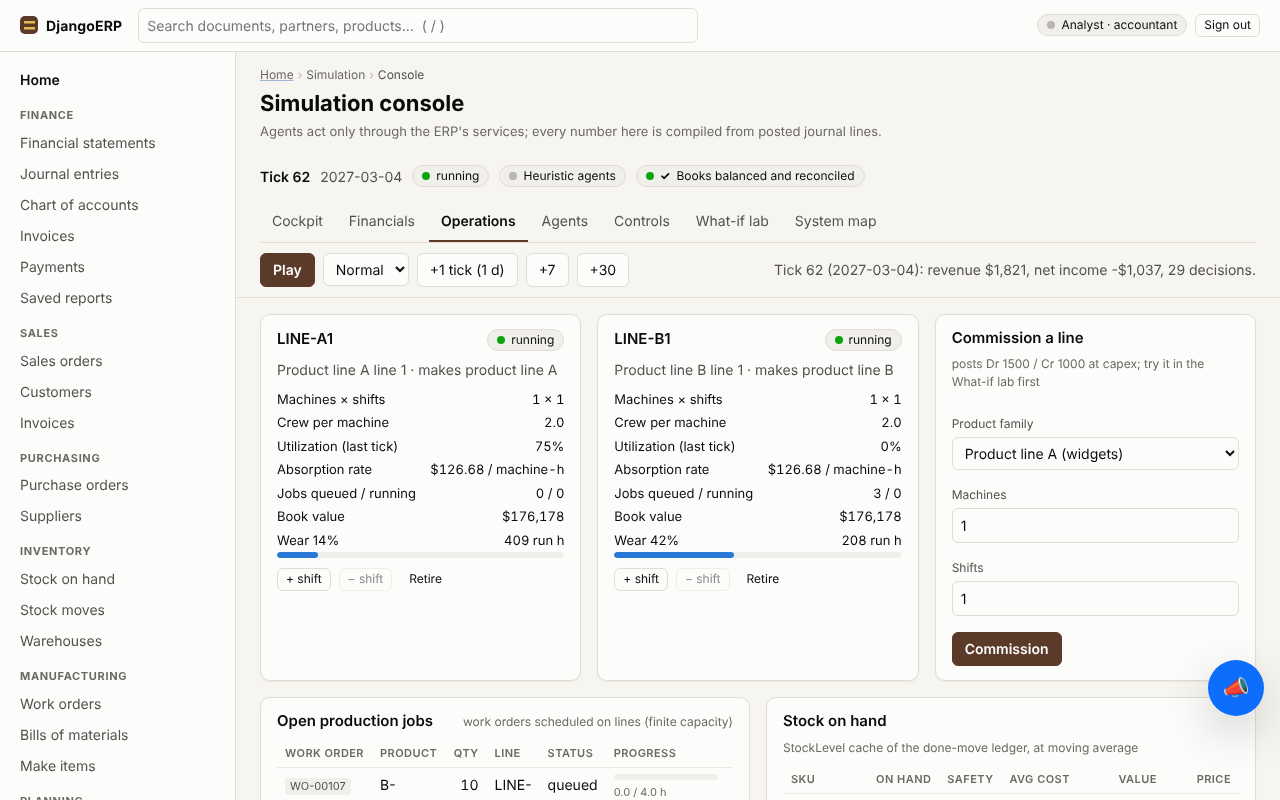 DjangoERP
Search documents, partners, products... ( / )
Analyst · accountant
Sign out
Home
FINANCE
Financial statements
Journal entries
Chart of accounts
Invoices
Payments
Saved reports
SALES
Sales orders
Customers
Invoices
PURCHASING
Purchase orders
Suppliers
INVENTORY
Stock on hand
Stock moves
Warehouses
MANUFACTURING
Work orders
Bills of materials
Make items
Home › Simulation › Console
Simulation console
Agents act only through the ERP's services; every number here is compiled from posted journal lines.
Tick 62 2027-03-04 running Heuristic agents ✓ Books balanced and reconciled
Cockpit Financials Operations Agents Controls What-if lab System map
Play Normal +1 tick (1 d) +7 +30 Tick 62 (2027-03-04): revenue $1,821, net income -$1,037, 29 decisions.
LINE-A1 running
Product line A line 1 · makes product line A
Machines × shifts 1 × 1
Crew per machine 2.0
Utilization (last tick) 75%
Absorption rate $126.68 / machine-h
Jobs queued / running 0 / 0
Book value $176,178
Wear 14% 409 run h
+ shift − shift Retire
LINE-B1 running
Product line B line 1 · makes product line B
Machines × shifts 1 × 1
Crew per machine 2.0
Utilization (last tick) 0%
Absorption rate $126.68 / machine-h
Jobs queued / running 3 / 0
Book value $176,178
Wear 42% 208 run h
+ shift − shift Retire
Commission a line
posts Dr 1500 / Cr 1000 at capex; try it in the
What-if lab first
Product family
Product line A (widgets)
Machines
1
Shifts
1
Commission
Open production jobs work orders scheduled on lines (finite capacity)
WORK ORDER PRODUCT QTY LINE STATUS PROGRESS
WO-00107 B- 10 LINE- queued
0.0 / 4.0 h
Stock on hand
StockLevel cache of the done-move ledger, at moving average
SKU ON HAND SAFETY AVG COST VALUE PRICE